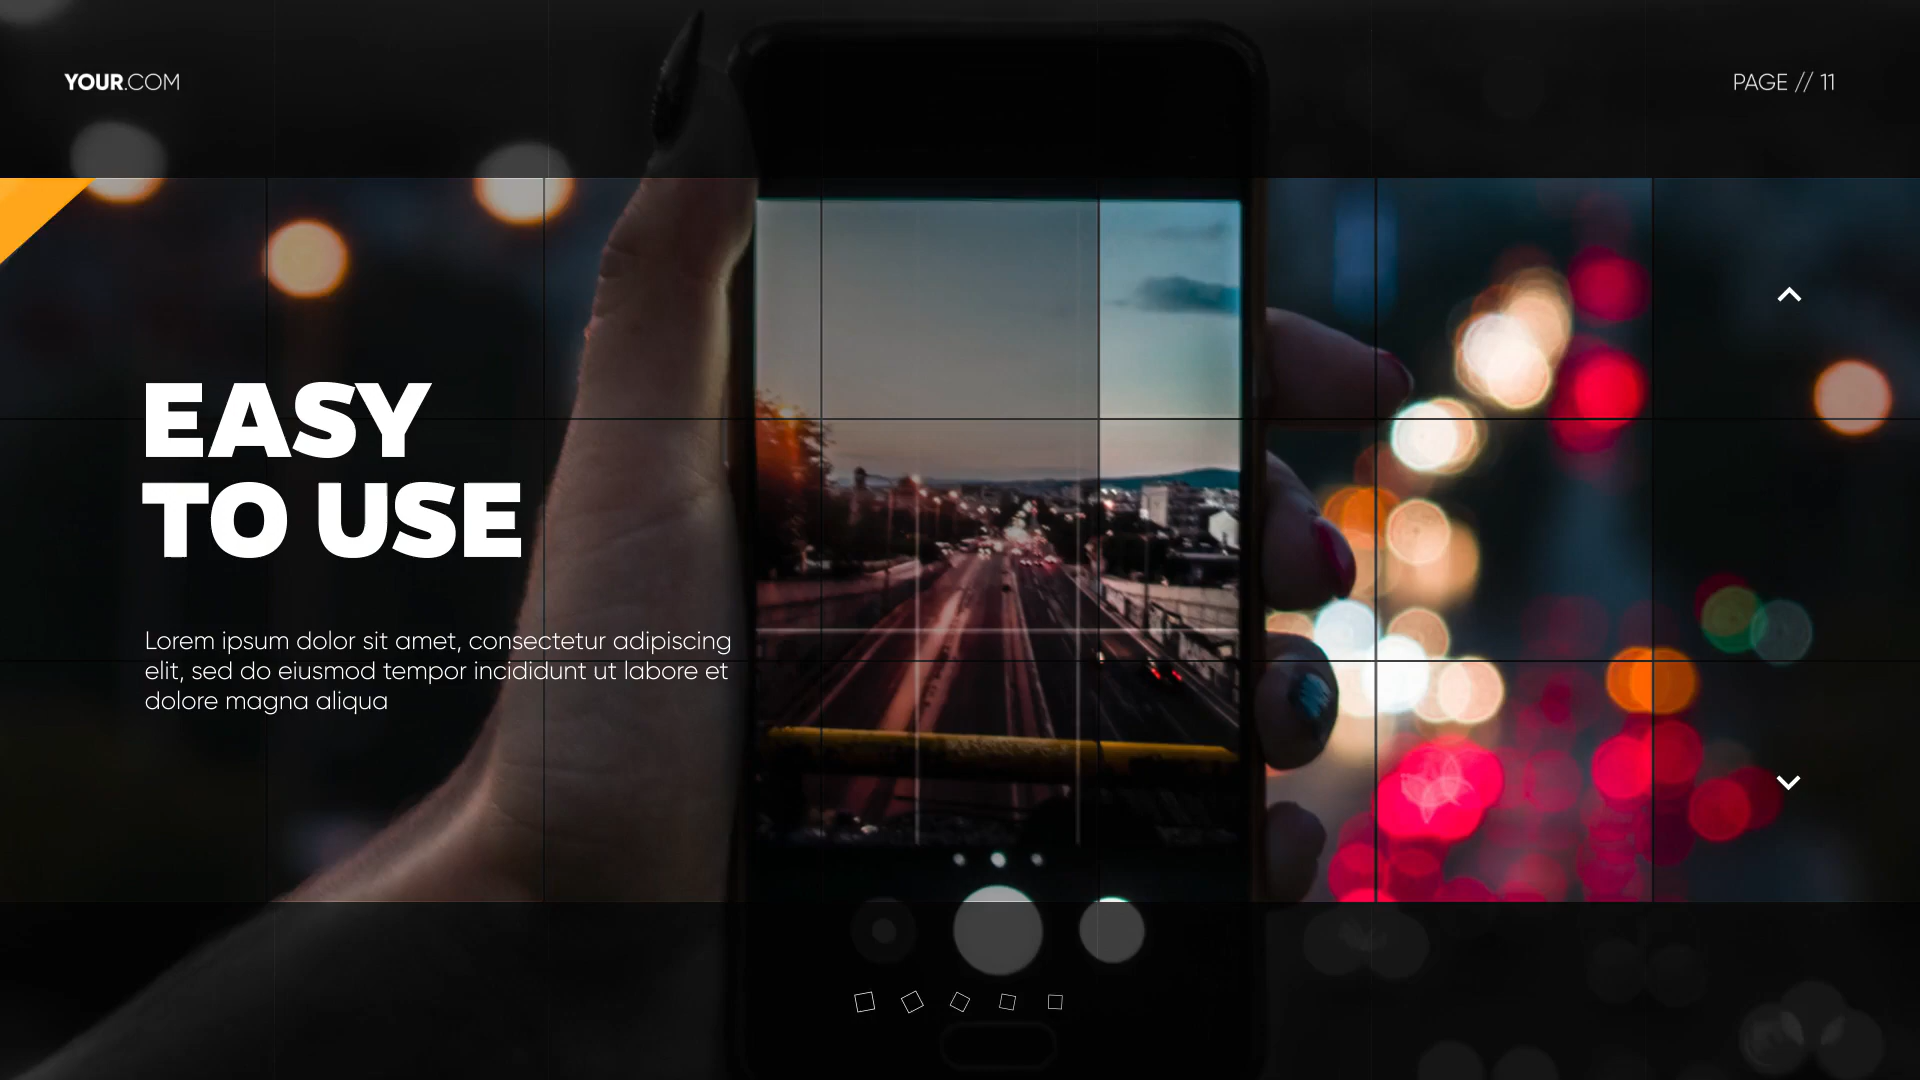 YOUR.COM
PAGE // 11
EASY
TO USE
Lorem ipsum dolor sit amet, consectetur adipiscing
elit, sed do eiusmod tempor incididunt ut labore et
dolore magna aliqua